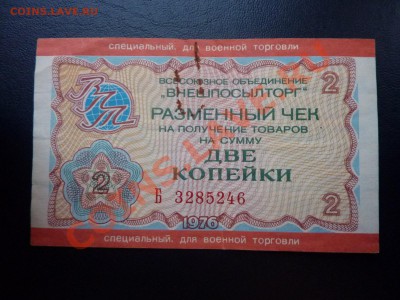 COINS.LAVE.RU
специальный, для военной торговли
ВПТ
ВСЕСОЮЗНОЕ ОБЪЕДИНЕНИЕ
„ВНЕШПОСЫЛТОРГ"
2
РАЗМЕННЫЙ ЧЕК
НА ПОЛУЧЕНИЕ ТОВАРОВ
НА СУММУ
ДВЕ
КОПЕЙКИ
2
Б 3285246
2
1976
специальный, для военной торговли